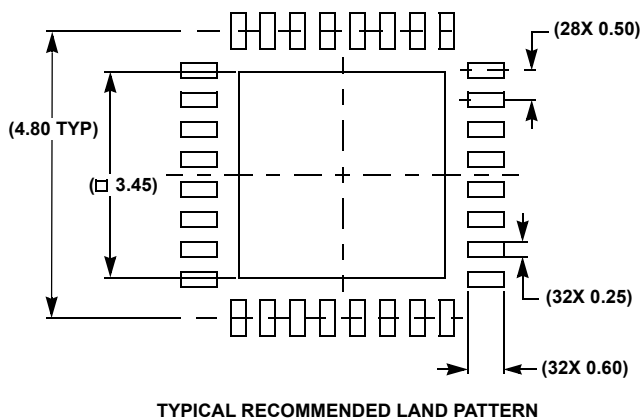 (28X 0.50)
(4.80 TYP)
(□ 3.45)
(32X 0.25)
(32X 0.60)
TYPICAL RECOMMENDED LAND PATTERN